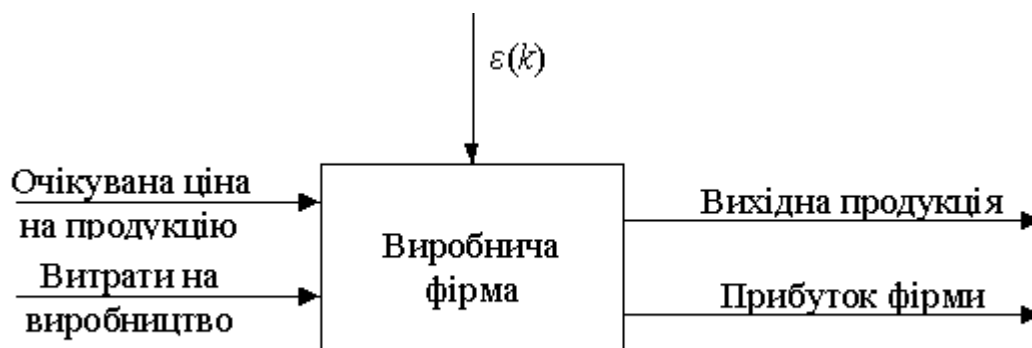 ε(k)
Очікувана ціна
на продукцію
Витрати на
виробництво
Виробнича
фірма
Вихідна продукція
Прибуток фірми